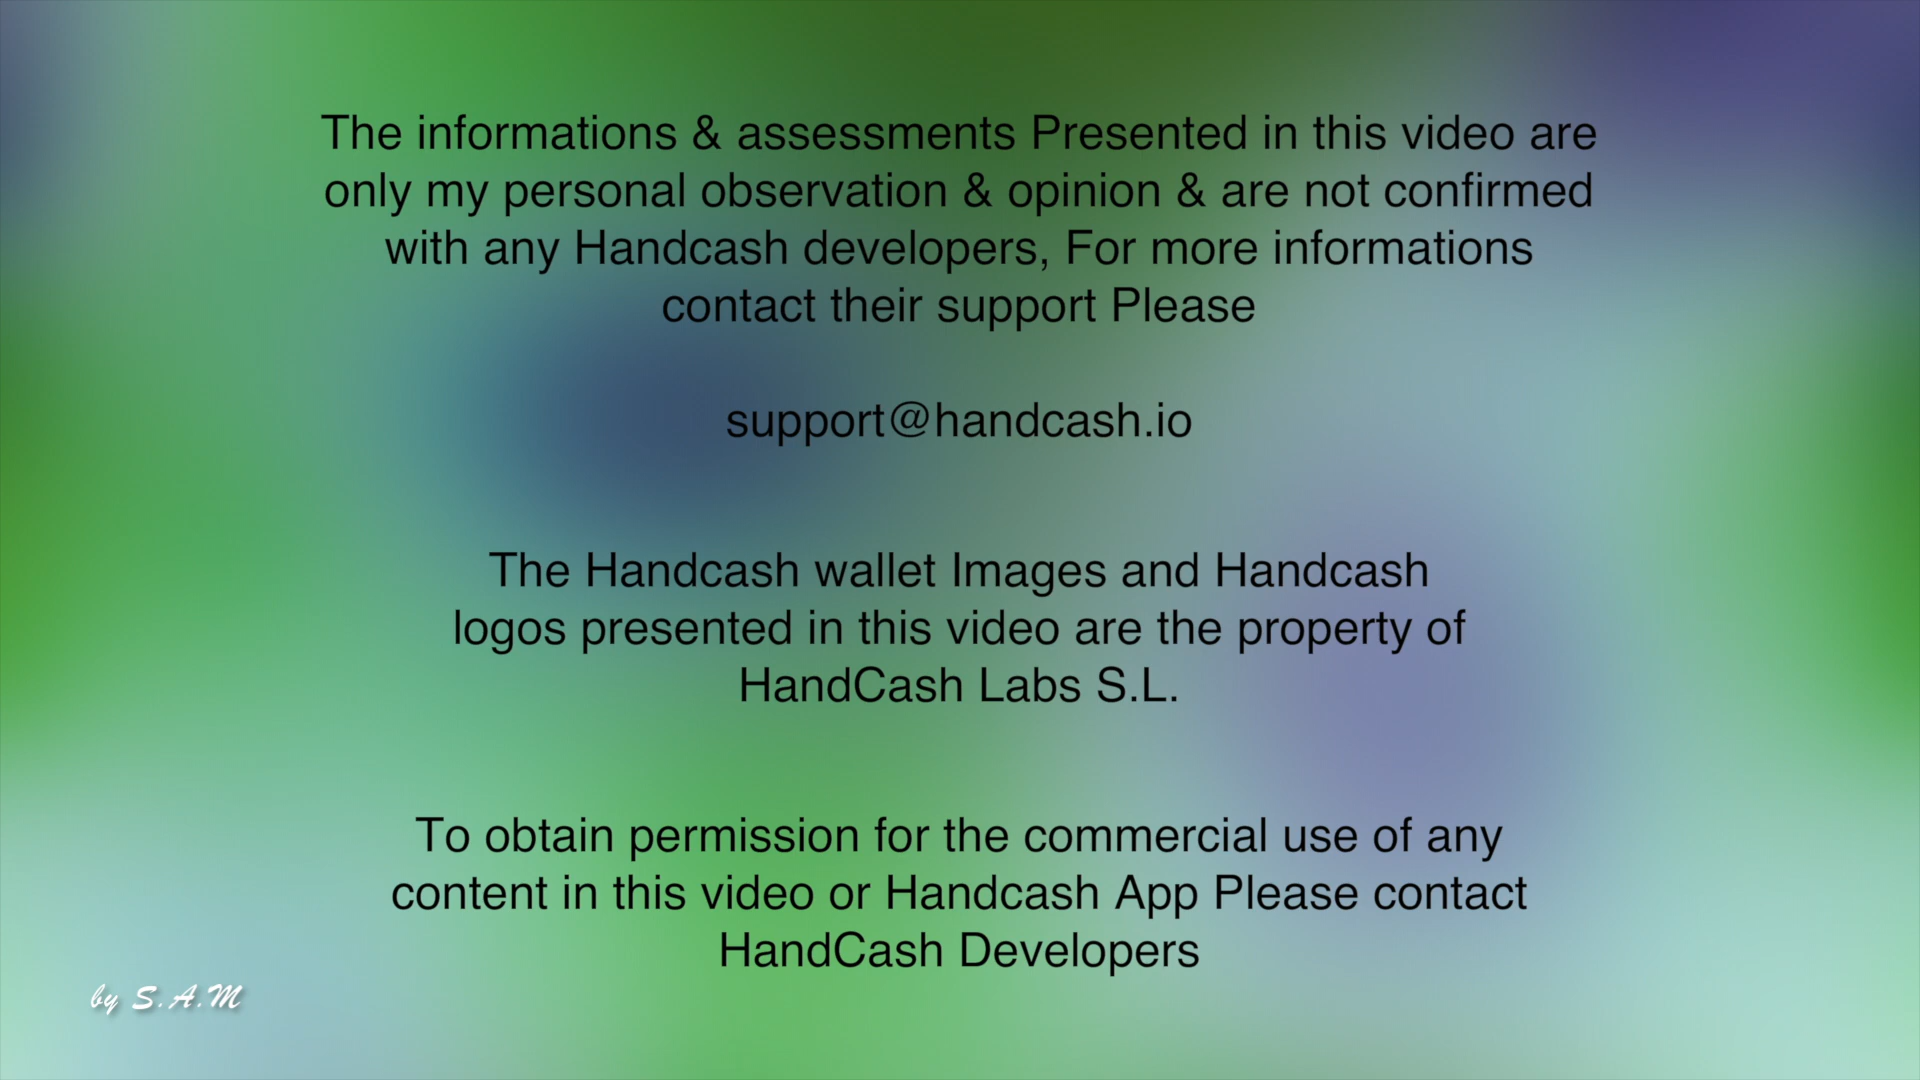 The informations & assessments Presented in this video are
only my personal observation & opinion & are not confirmed
with any Handcash developers, For more informations
contact their support Please
support@handcash.io
The Handcash wallet Images and Handcash
logos presented in this video are the property of
HandCash Labs S.L.
To obtain permission for the commercial use of any
content in this video or Handcash App Please contact
HandCash Developers
by S.A.M